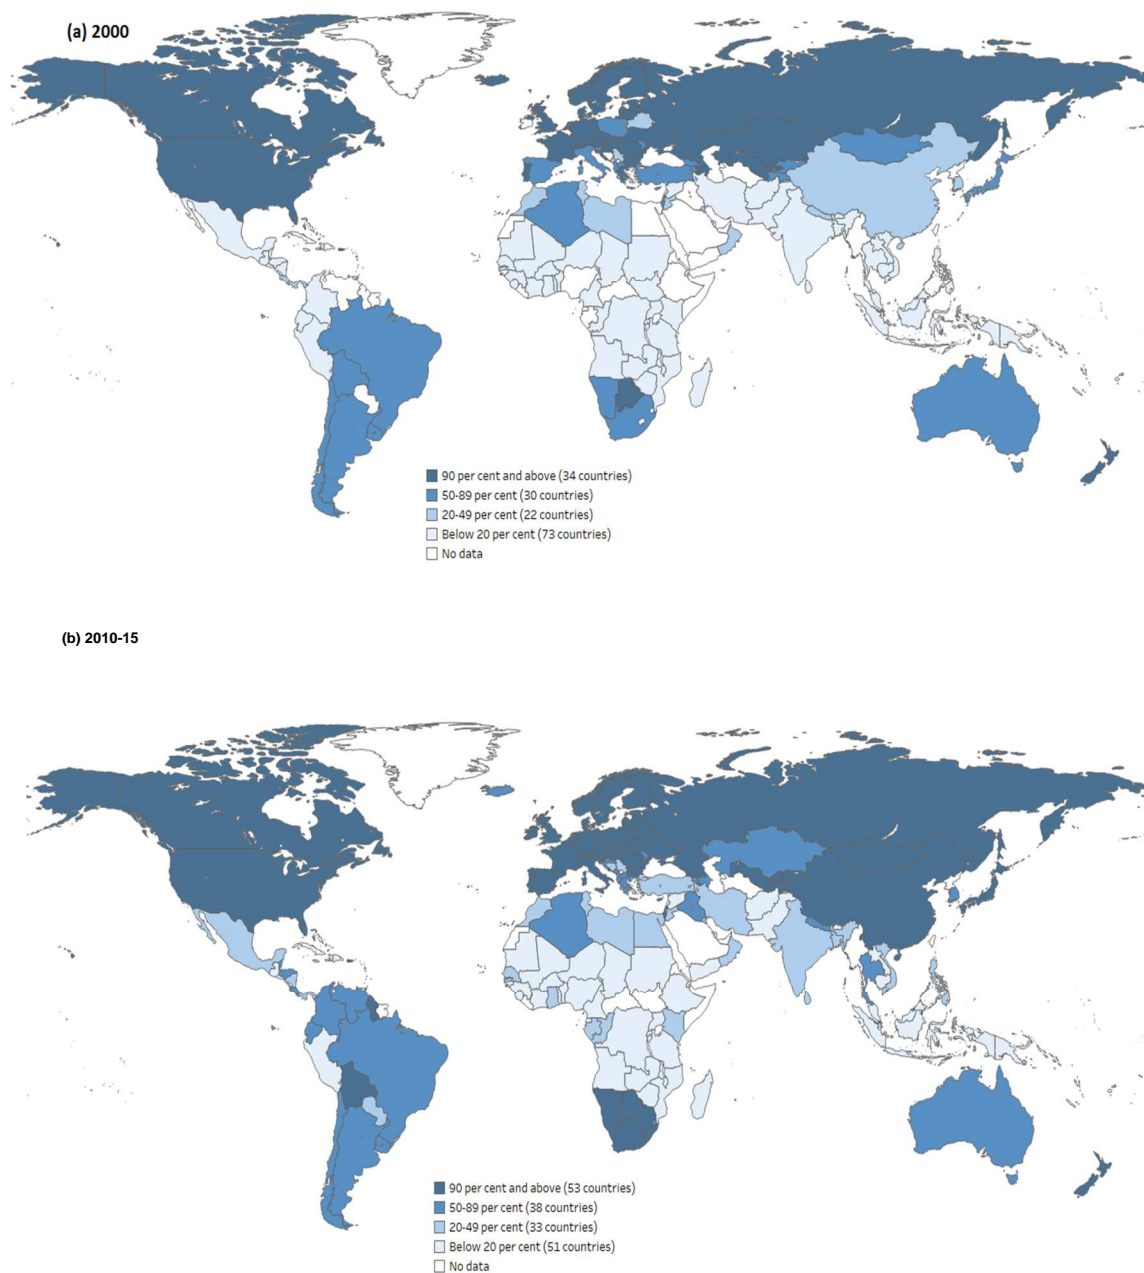 (a) 2000
90 per cent and above (34 countries)
50-89 per cent (30 countries)
20-49 per cent (22 countries)
Below 20 per cent (73 countries)
No data
(b) 2010-15
90 per cent and above (53 countries)
50-89 per cent (38 countries)
20-49 per cent (33 countries)
Below 20 per cent (51 countries)
No data